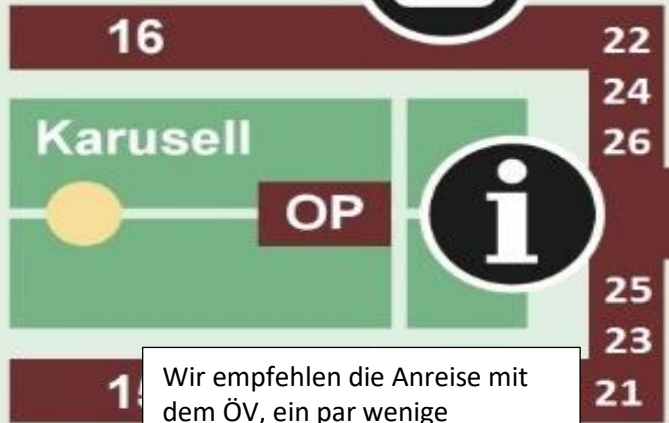 16
22
24
26
Karusell
OP
i
25
23
21
Wir empfehlen die Anreise mit
dem ÖV, ein par wenige